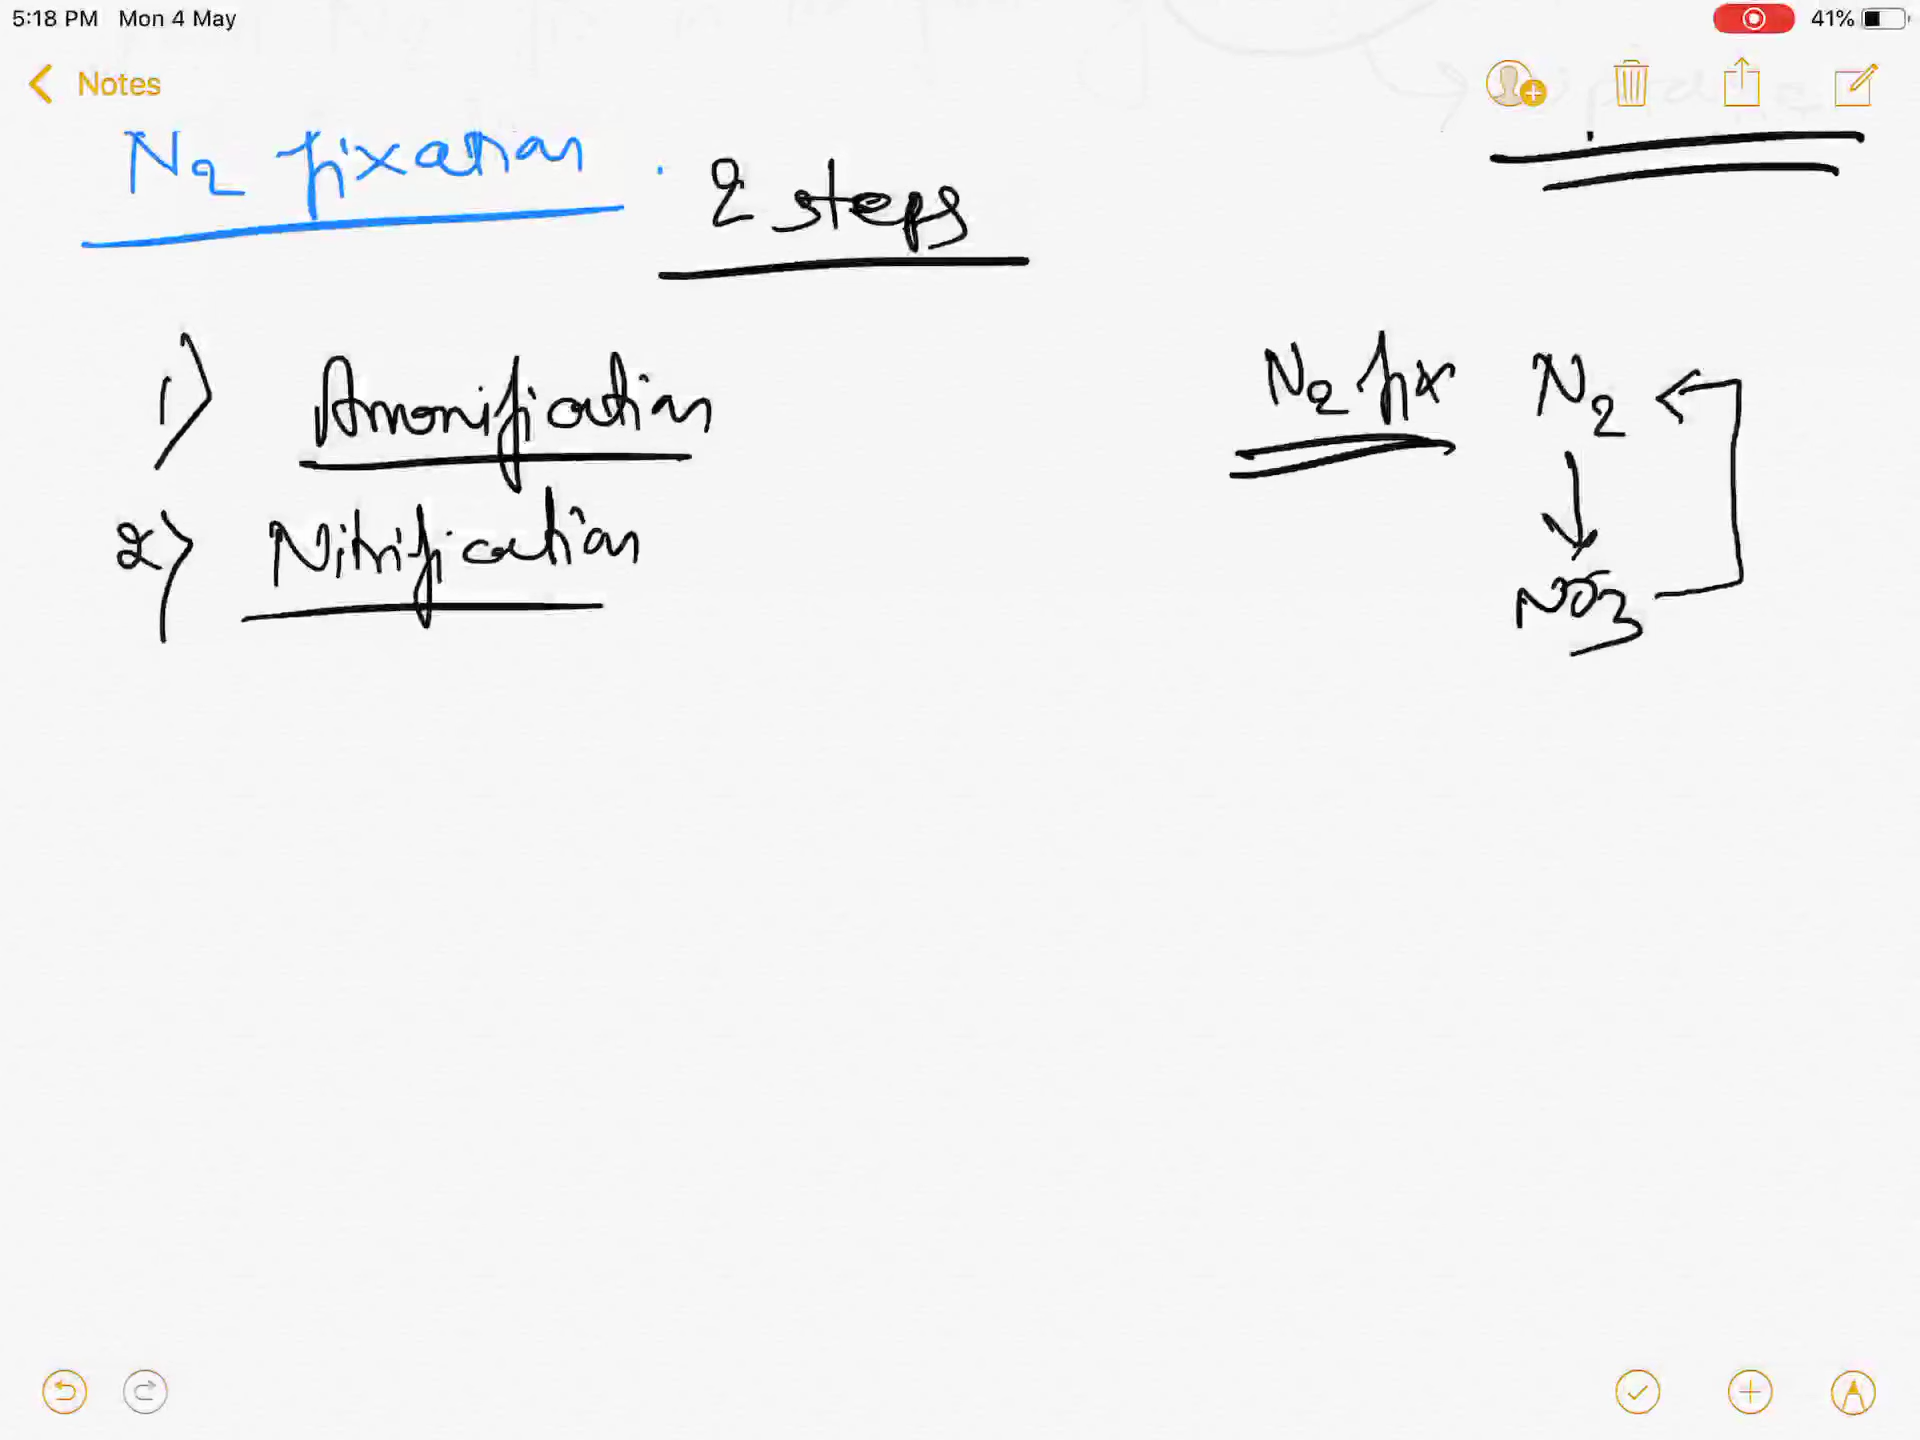 5:18 PM Mon 4 May 41%
Notes
N2 fixation . 2 steps
1) Amonification
2) Nitrification
N2 fix N2
NO3